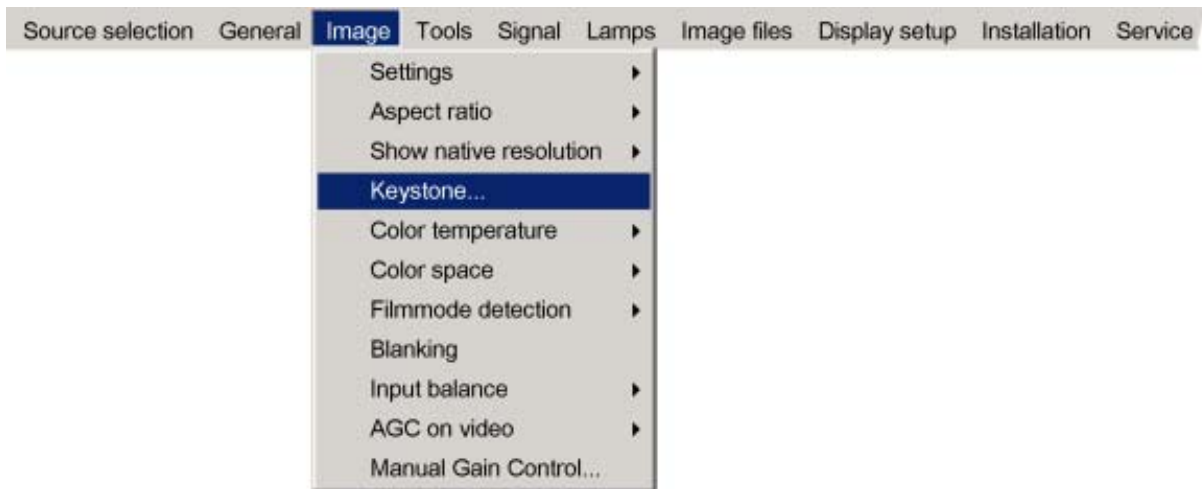 Source selection General Image Tools Signal Lamps Image files Display setup Installation Service
Settings
Aspect ratio
Show native resolution
Keystone...
Color temperature
Color space
Filmmode detection
Blanking
Input balance
AGC on video
Manual Gain Control...